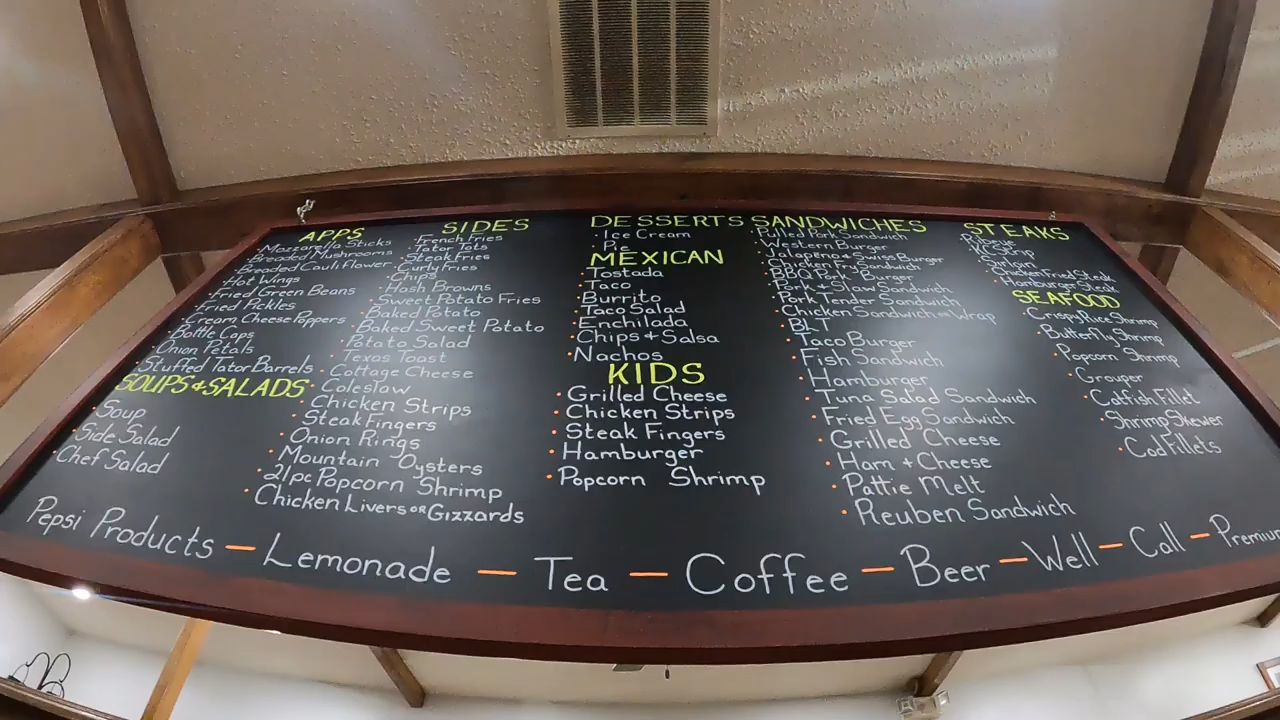 APPS
Mozzarella Sticks
Breaded Mushrooms
Breaded Cauliflower
Hot Wings
Fried Green Beans
Fried Pickles
Cream Cheese Poppers
Bottle Caps
Onion Petals
Stuffed Tator Barrels
SOUPS & SALADS
Soup
Side Salad
Chef Salad
SIDES
French Fries
Tator Tots
Steak Fries
Curly Fries
Chips
Hash Browns
Sweet Potato Fries
Baked Potato
Baked Sweet Potato
Potato Salad
Texas Toast
Cottage Cheese
Coleslaw
Chicken Strips
Steak Fingers
Onion Rings
Mountain Oysters
21pc Popcorn Shrimp
Chicken Livers or Gizzards
DESSERTS
Ice Cream
Pie
MEXICAN
Tostada
Taco
Burrito
Taco Salad
Enchilada
Chips + Salsa
Nachos
KIDS
Grilled Cheese
Chicken Strips
Steak Fingers
Hamburger
Popcorn Shrimp
SANDWICHES
Pulled Pork Sandwich
Western Burger
Jalapeno + Swiss Burger
Sandwich
BBQ Pork Burger
Pork + Slaw Sandwich
Pork Tender Sandwich
Chicken Sandwich or Wrap
BLT
Taco Burger
Fish Sandwich
Hamburger
Tuna Salad Sandwich
Fried Egg Sandwich
Grilled Cheese
Ham + Cheese
Pattie Melt
Reuben Sandwich
STEAKS
Ribeye
KC Strip
Chicken Fried Steak
Hamburger Steak
SEAFOOD
Crispy Rice Shrimp
Butterfly Shrimp
Popcorn Shrimp
Grouper
Catfish Fillet
Shrimp Skewer
Cod Fillets
Pepsi Products — Lemonade — Tea — Coffee — Beer — Well — Call — Premium